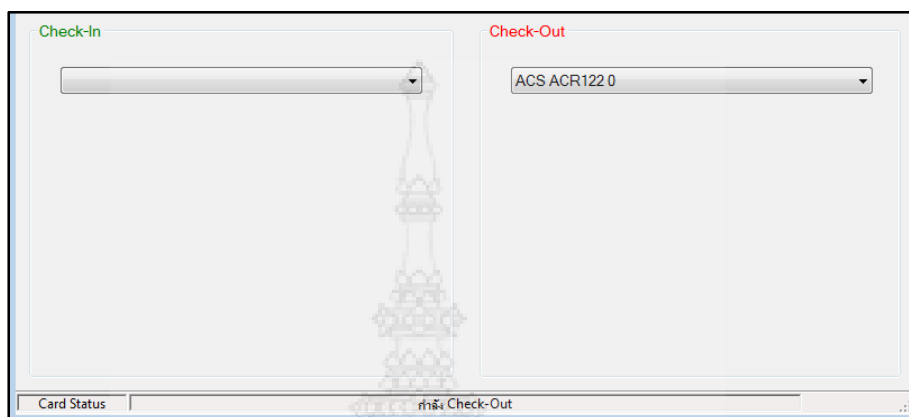 Check-In
Check-Out
ACS ACR122 0
Card Status
กำลัง Check-Out